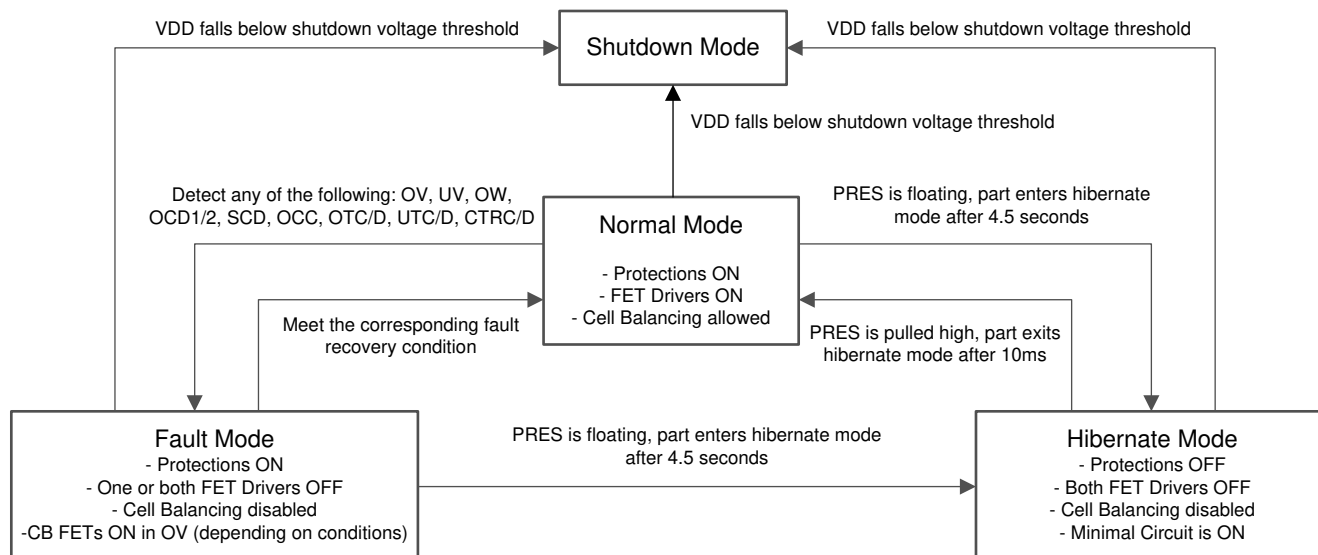 VDD falls below shutdown voltage threshold
Shutdown Mode
VDD falls below shutdown voltage threshold
VDD falls below shutdown voltage threshold
Detect any of the following: OV, UV, OW,
OCD1/2, SCD, OCC, OTC/D, UTC/D, CTRC/D
PRES is floating, part enters hibernate
mode after 4.5 seconds
Normal Mode
- Protections ON
- FET Drivers ON
- Cell Balancing allowed
Meet the corresponding fault
recovery condition
PRES is pulled high, part exits
hibernate mode after 10ms
Fault Mode
- Protections ON
- One or both FET Drivers OFF
- Cell Balancing disabled
-CB FETs ON in OV (depending on conditions)
PRES is floating, part enters hibernate mode
after 4.5 seconds
Hibernate Mode
- Protections OFF
- Both FET Drivers OFF
- Cell Balancing disabled
- Minimal Circuit is ON